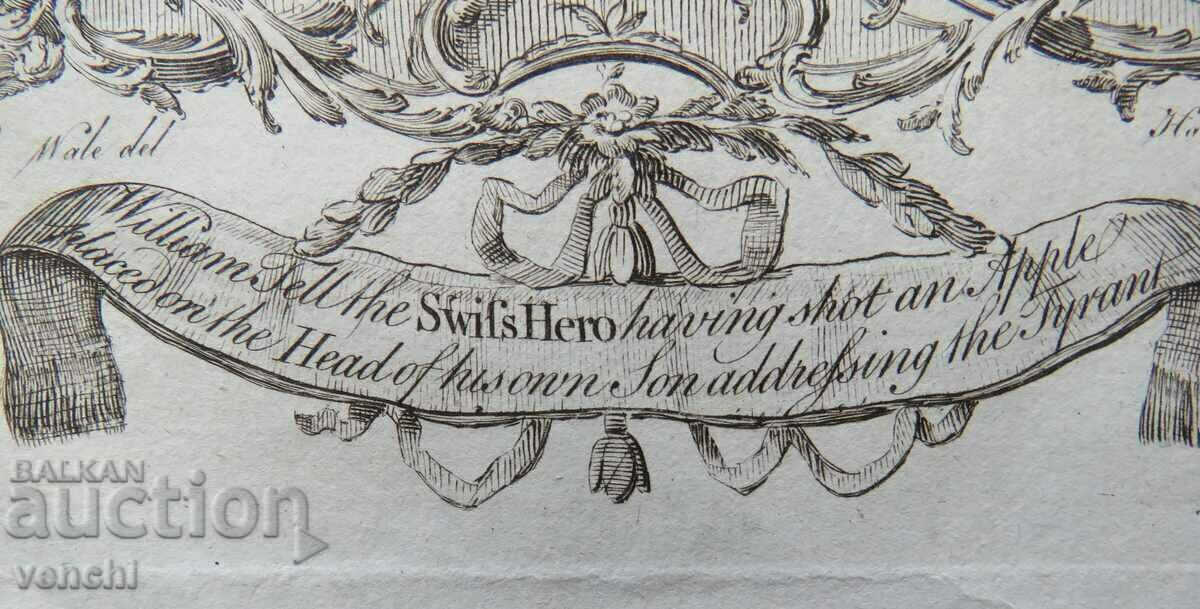 Wale del
William Tell the Swiſs Hero having shot an Apple
placed on the Head of his own Son addreſsing the Tyrant
BALKAN
auction
venchi